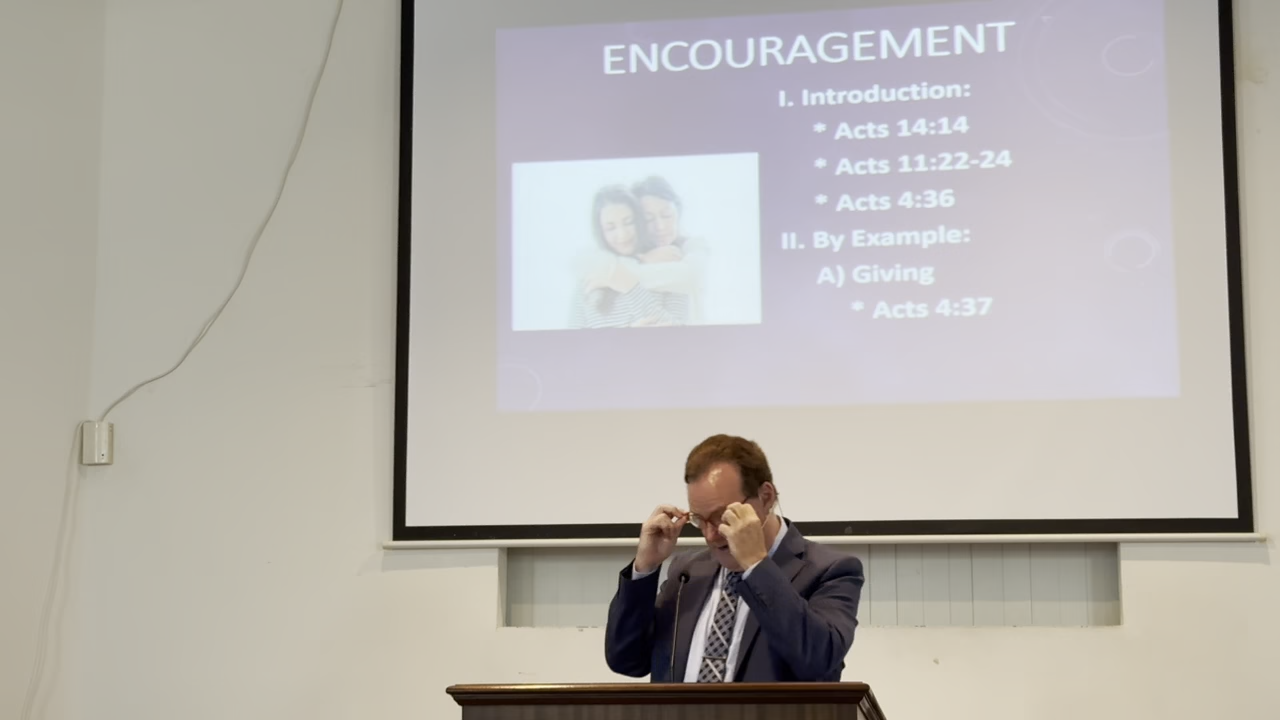 ENCOURAGEMENT
I. Introduction:
* Acts 14:14
* Acts 11:22-24
* Acts 4:36
II. By Example:
A) Giving
* Acts 4:37